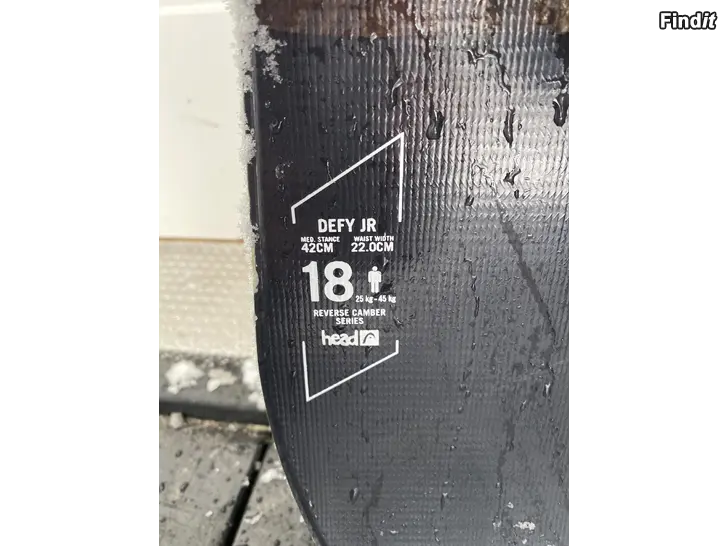 Findit
DEFY JR
MED. STANCE WAIST WIDTH
42CM 22.0CM
18 25 kg - 45 kg
REVERSE CAMBER
SERIES
head